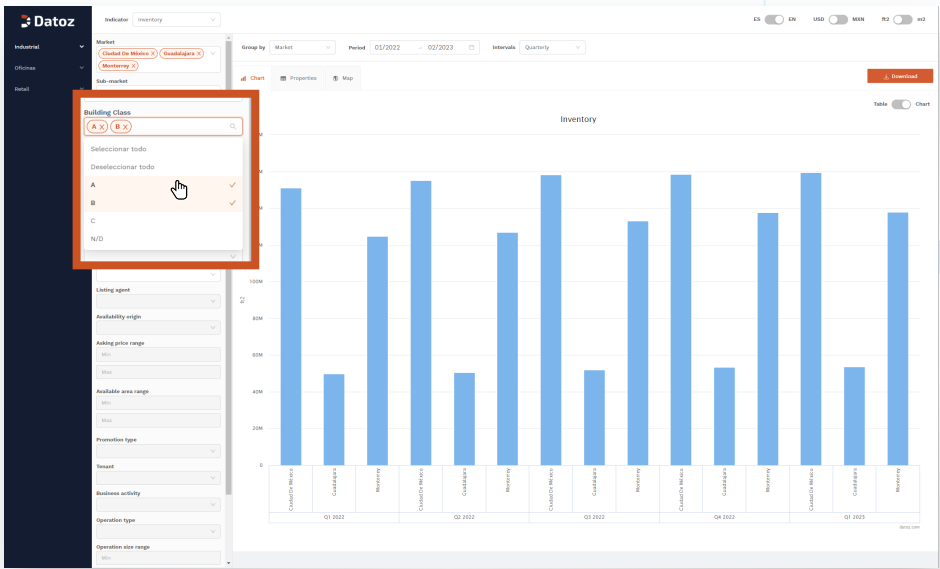 Datoz
Indicator Inventory
ES EN USD MXN ft2 m2
Industrial
Oficinas
Retail
Market
Ciudad De México X Guadalajara X
Monterrey X
Sub-market
Group by Market Period 01/2022 → 02/2023 Intervals Quarterly
Chart Properties Map
Download
Table Chart
Building Class
A X B X
Seleccionar todo
Deseleccionar todo
A
B
C
N/D
Listing agent
Availability origin
Asking price range
Min
Max
Available area range
Min
Max
Promotion type
Tenant
Business activity
Operation type
Operation size range
Min
Inventory
100M
ft2
80M
60M
40M
20M
0
Ciudad De México Guadalajara Monterrey Ciudad De México Guadalajara Monterrey Ciudad De México Guadalajara Monterrey Ciudad De México Guadalajara Monterrey Ciudad De México Guadalajara Monterrey
Q1 2022 Q2 2022 Q3 2022 Q4 2022 Q1 2023
datoz.com